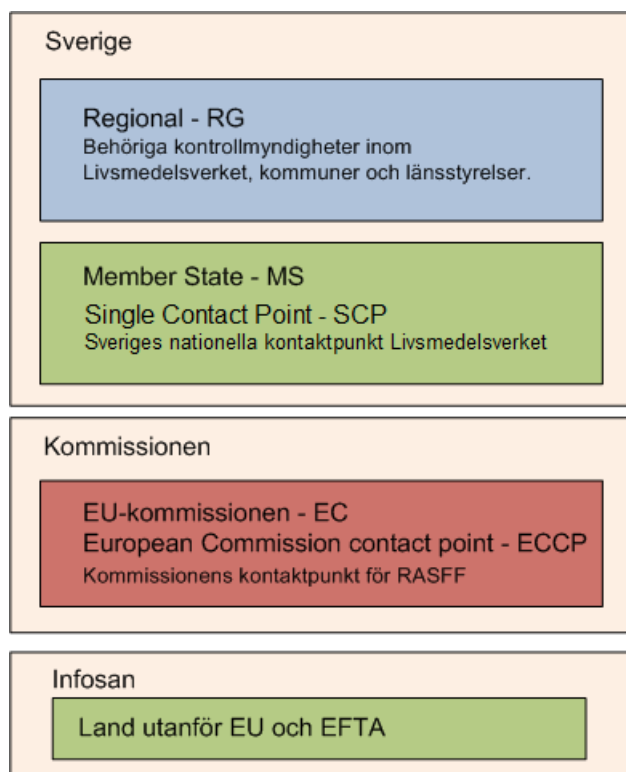 Sverige
Regional - RG
Behöriga kontrollmyndigheter inom
Livsmedelsverket, kommuner och länsstyrelser.
Member State - MS
Single Contact Point - SCP
Sveriges nationella kontaktpunkt Livsmedelsverket
Kommissionen
EU-kommissionen - EC
European Commission contact point - ECCP
Kommissionens kontaktpunkt för RASFF
Infosan
Land utanför EU och EFTA